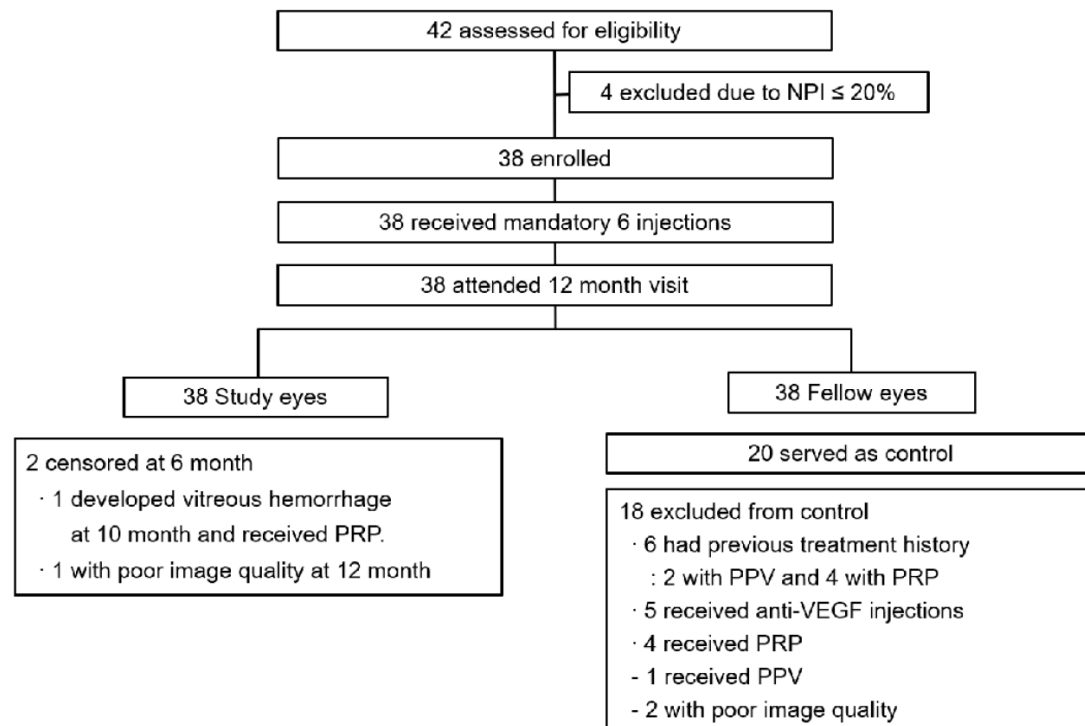 42 assessed for eligibility
4 excluded due to NPI ≤ 20%
38 enrolled
38 received mandatory 6 injections
38 attended 12 month visit
38 Study eyes
2 censored at 6 month
· 1 developed vitreous hemorrhage
at 10 month and received PRP.
· 1 with poor image quality at 12 month
38 Fellow eyes
20 served as control
18 excluded from control
· 6 had previous treatment history
: 2 with PPV and 4 with PRP
· 5 received anti-VEGF injections
· 4 received PRP
- 1 received PPV
- 2 with poor image quality